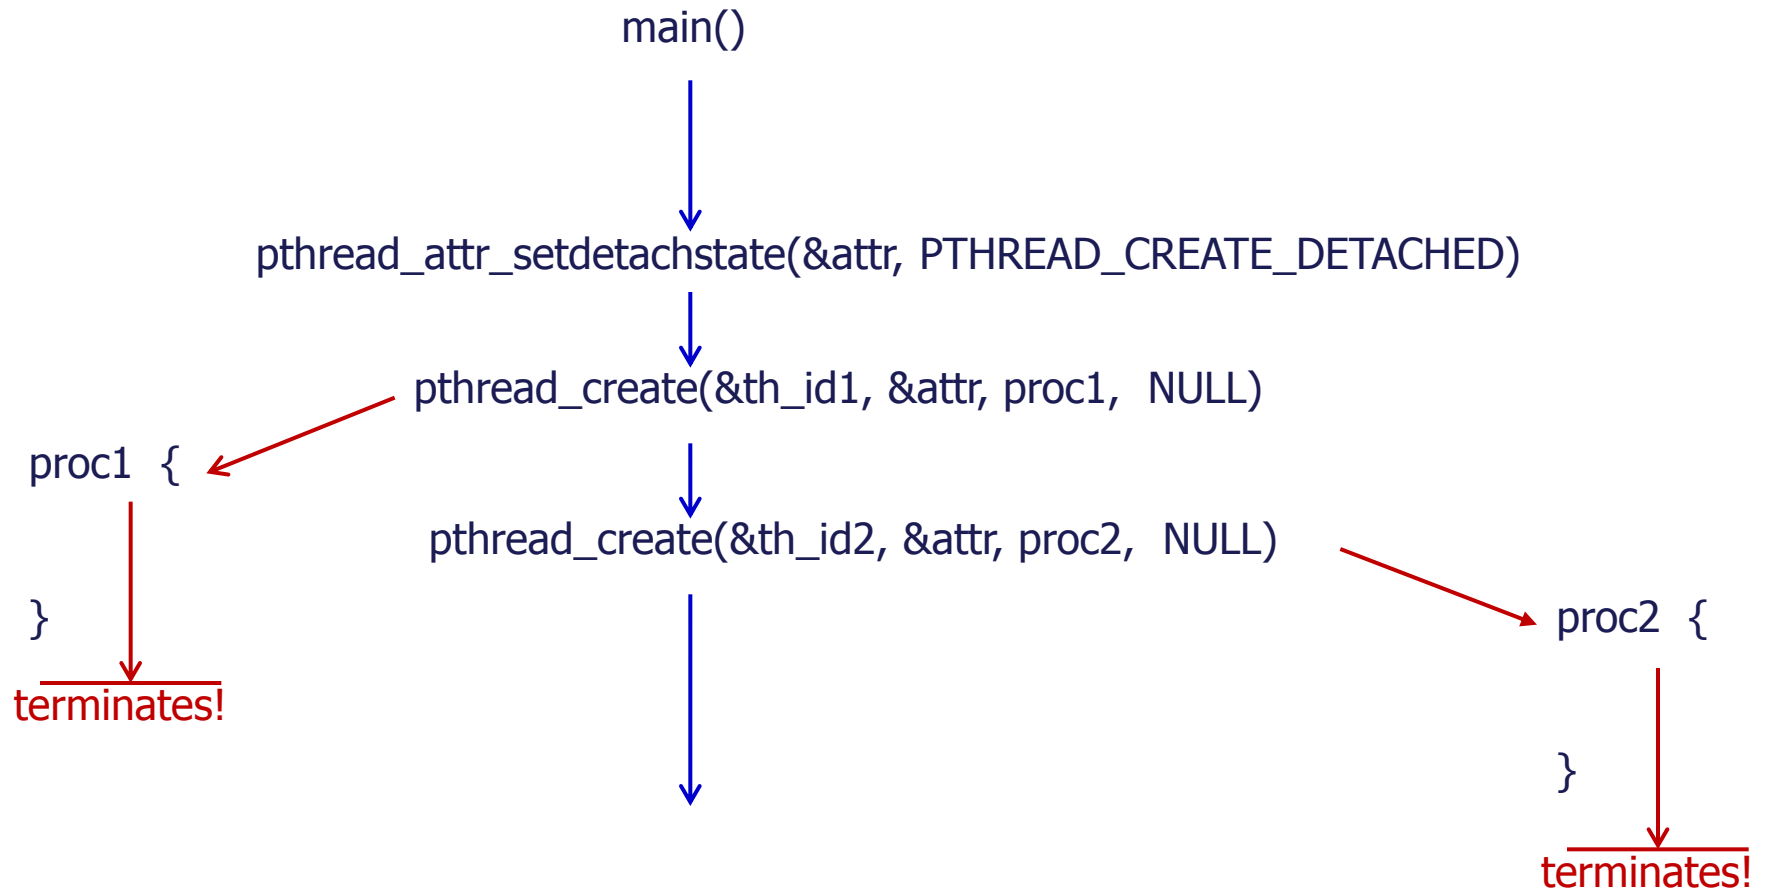 main()
pthread_attr_setdetachstate(&attr, PTHREAD_CREATE_DETACHED)
pthread_create(&th_id1, &attr, proc1,  NULL)
proc1 {
pthread_create(&th_id2, &attr, proc2,  NULL)
}
proc2 {
terminates!
}
terminates!